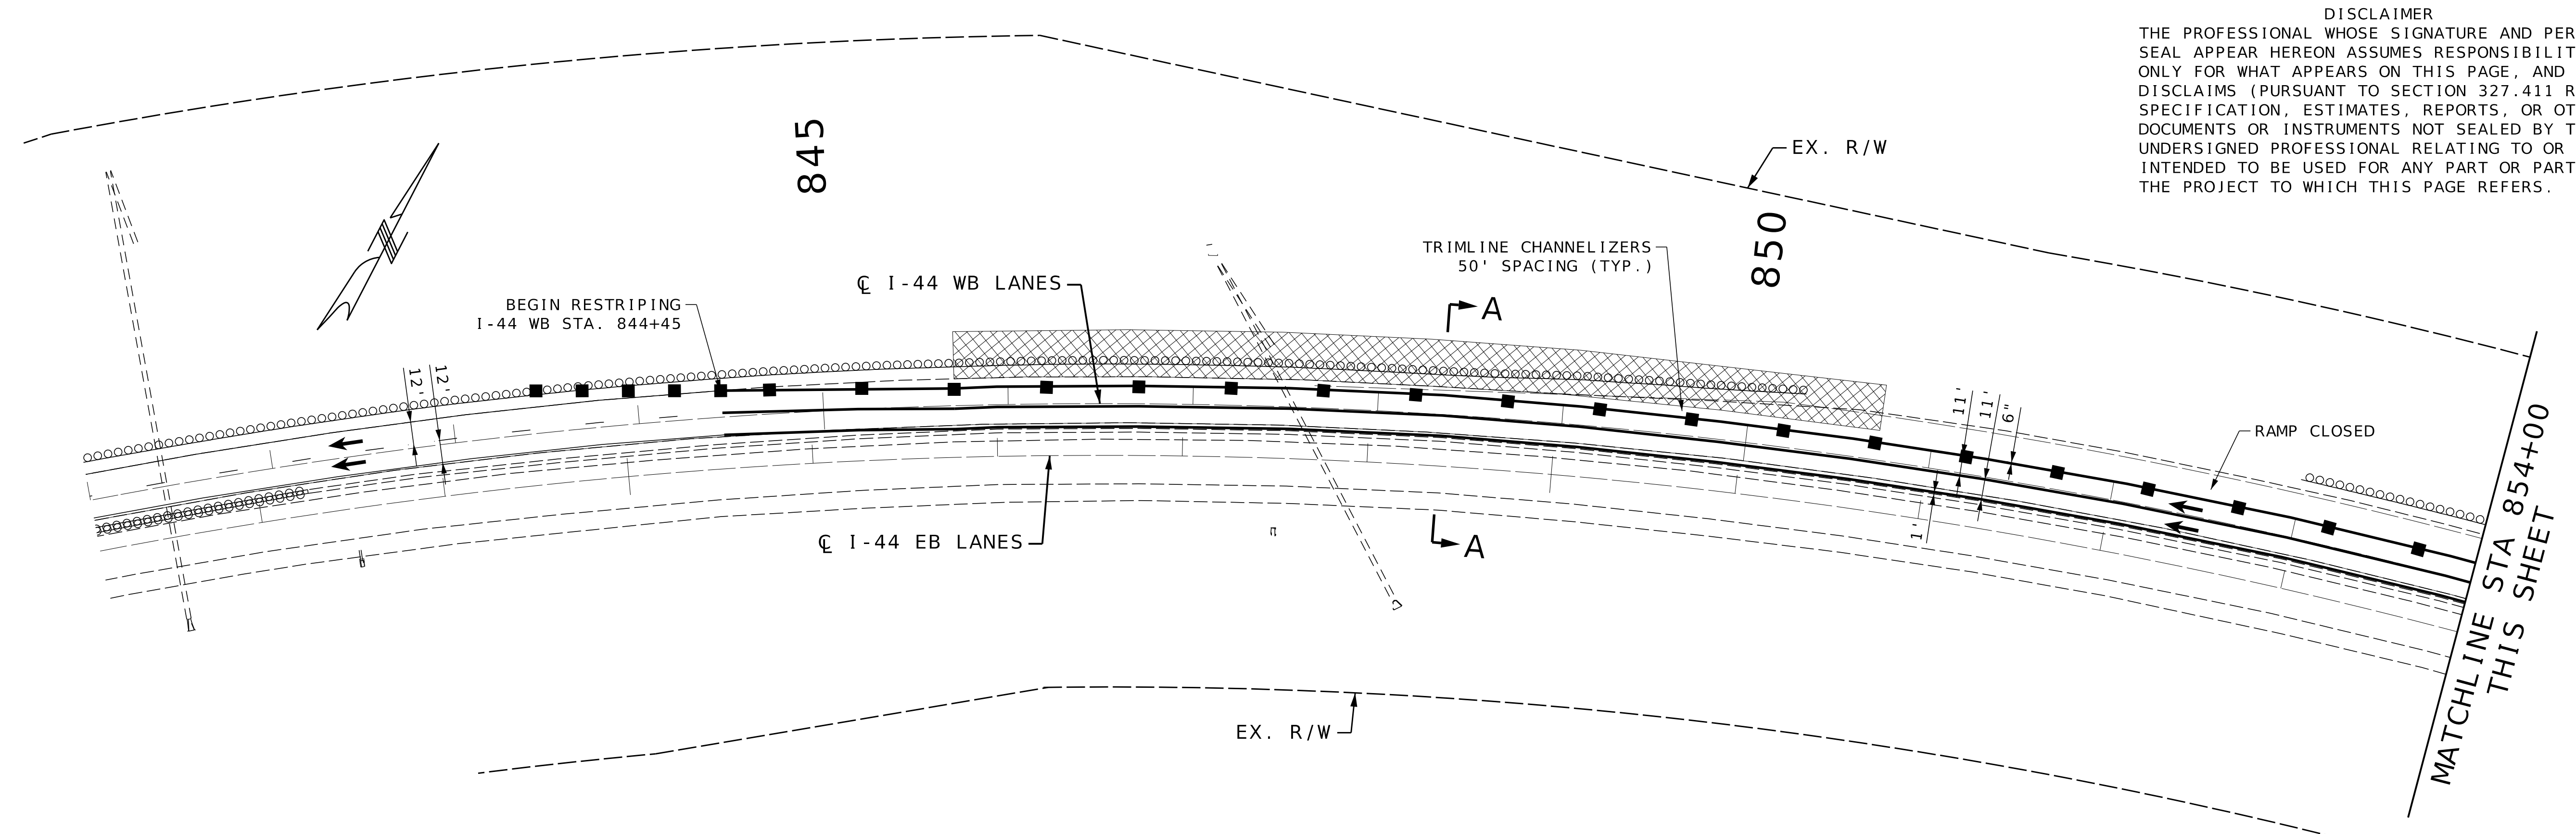 DISCLAIMER
THE PROFESSIONAL WHOSE SIGNATURE AND PER
SEAL APPEAR HEREON ASSUMES RESPONSIBILIT
ONLY FOR WHAT APPEARS ON THIS PAGE, AND
DISCLAIMS (PURSUANT TO SECTION 327.411 R
SPECIFICATION, ESTIMATES, REPORTS, OR OT
DOCUMENTS OR INSTRUMENTS NOT SEALED BY T
UNDERSIGNED PROFESSIONAL RELATING TO OR
INTENDED TO BE USED FOR ANY PART OR PART
THE PROJECT TO WHICH THIS PAGE REFERS.
845
EX. R/W
850
TRIMLINE CHANNELIZERS
50' SPACING (TYP.)
℄ I-44 WB LANES
BEGIN RESTRIPING
I-44 WB STA. 844+45
A
12'
12'
11'
11'
6"
RAMP CLOSED
℄ I-44 EB LANES
A
1'
MATCHLINE STA 854+00
THIS SHEET
EX. R/W